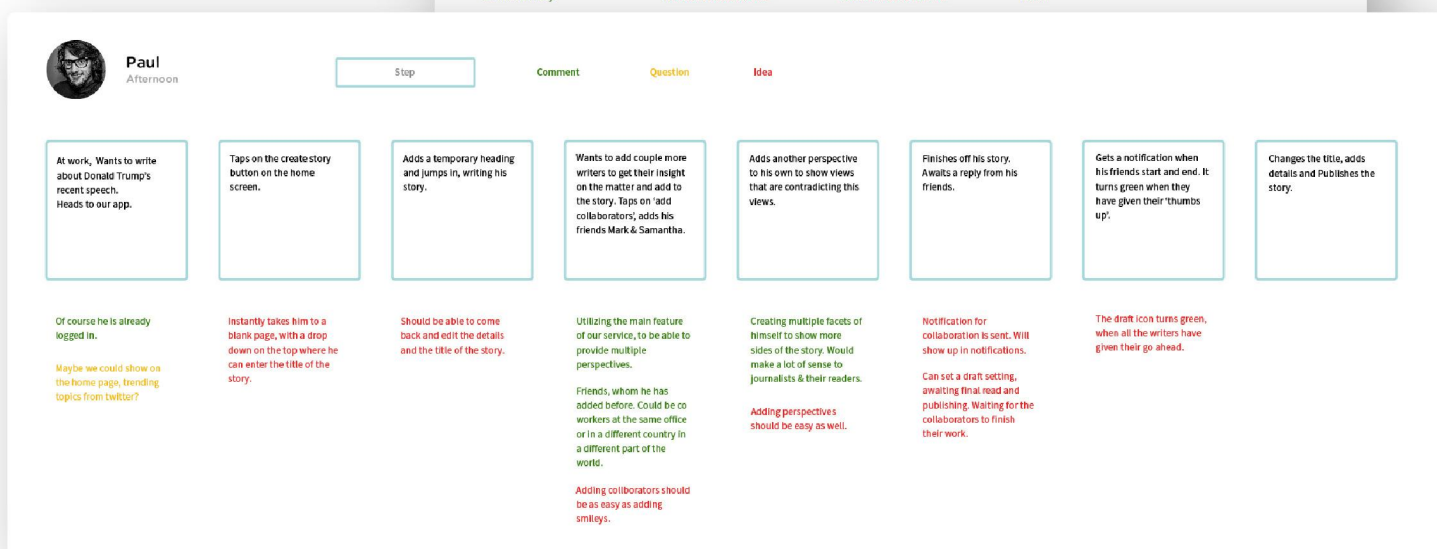 Paul
Afternoon
Step
Comment
Question
Idea
At work, Wants to write
about Donald Trump's
recent speech.
Heads to our app.
Taps on the create story
button on the home
screen.
Adds a temporary heading
and jumps in, writing his
story.
Wants to add couple more
writers to get their insight
on the matter and add to
the story. Taps on 'add
collaborators', adds his
friends Mark & Samantha.
Adds another perspective
to his own to show views
that are contradicting this
views.
Finishes off his story.
Awaits a reply from his
friends.
Gets a notification when
his friends start and end. It
turns green when they
have given their 'thumbs
up'.
Changes the title, adds
details and Publishes the
story.
Of course he is already
logged in.
Maybe we could show on
the home page, trending
topics from twitter?
Instantly takes him to a
blank page, with a drop
down on the top where he
can enter the title of the
story.
Should be able to come
back and edit the details
and the title of the story.
Utilizing the main feature
of our service, to be able to
provide multiple
perspectives.
Friends, whom he has
added before. Could be co
workers at the same office
or in a different country in
a different part of the
world.
Adding collborators should
be as easy as adding
smileys.
Creating multiple facets of
himself to show more
sides of the story. Would
make a lot of sense to
journalists & their readers.
Adding perspectives
should be easy as well.
Notification for
collaboration is sent. Will
show up in notifications.
Can set a draft setting,
awaiting final read and
publishing. Waiting for the
collaborators to finish
their work.
The draft icon turns green,
when all the writers have
given their go ahead.